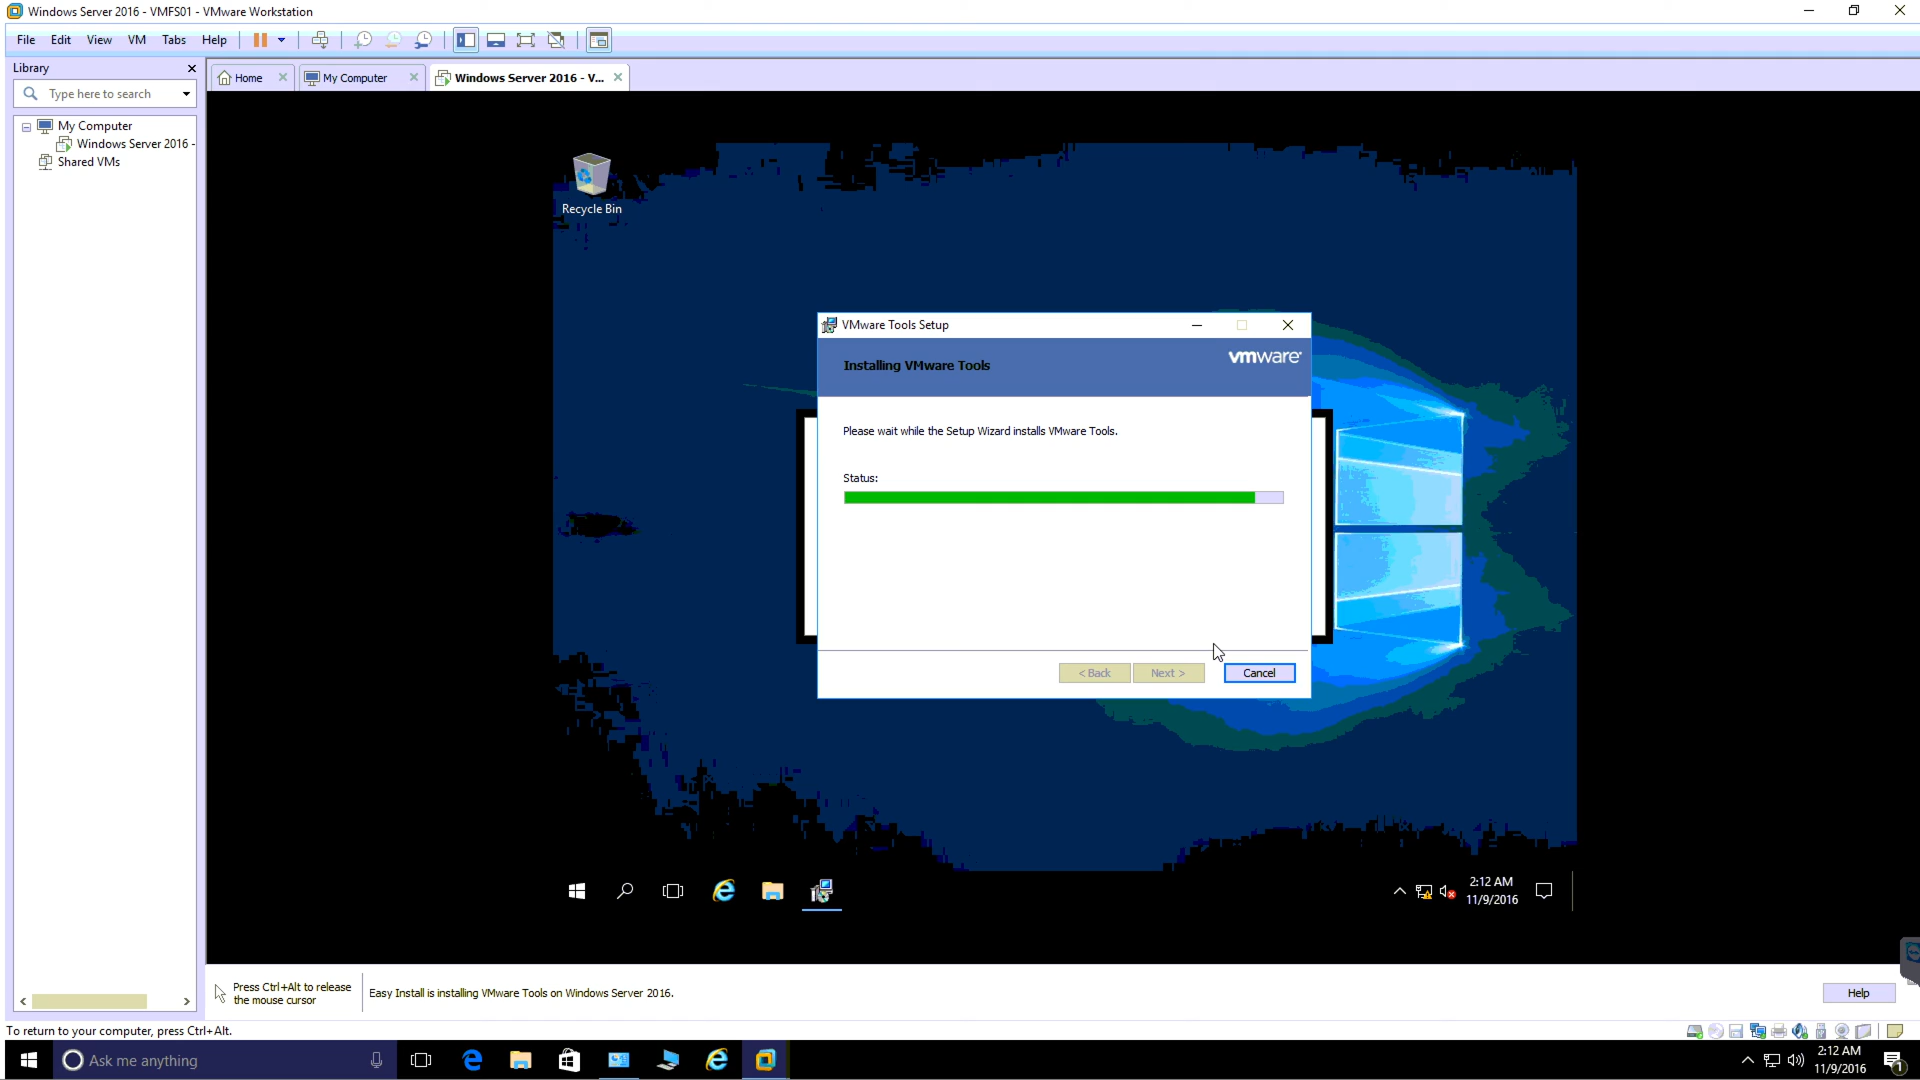 Windows Server 2016 - VMFS01 - VMware Workstation
File Edit View VM Tabs Help
Library
Home
My Computer
Windows Server 2016 - V...
Type here to search
My Computer
Windows Server 2016 -
Shared VMs
Recycle Bin
VMware Tools Setup
Installing VMware Tools
vmware®
Please wait while the Setup Wizard installs VMware Tools.
Status:
< Back
Next >
Cancel
2:12 AM
11/9/2016
Press Ctrl+Alt to release
the mouse cursor
Easy Install is installing VMware Tools on Windows Server 2016.
Help
To return to your computer, press Ctrl+Alt.
Ask me anything
2:12 AM
11/9/2016
1